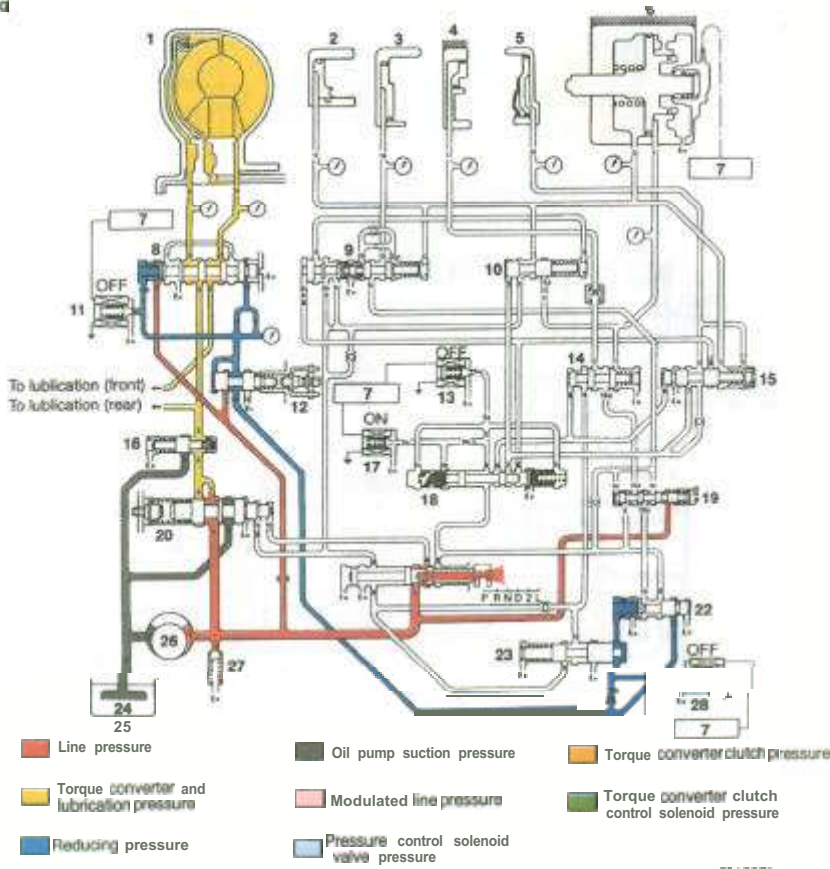 1
2
3
4
5
7
7
8
9
10
OFF
11
OFF
14
15
To lublication (front)
To lublication (rear)
12
7
13
ON
16
17
18
19
20
P R N D 2 L
22
23
OFF
26
27
24
25
28
7
Line pressure
Oil pump suction pressure
Torque converter clutch pressure
Torque converter and
lubrication pressure
Modulated line pressure
Torque converter clutch
control solenoid pressure
Reducing pressure
Pressure control solenoid
valve pressure